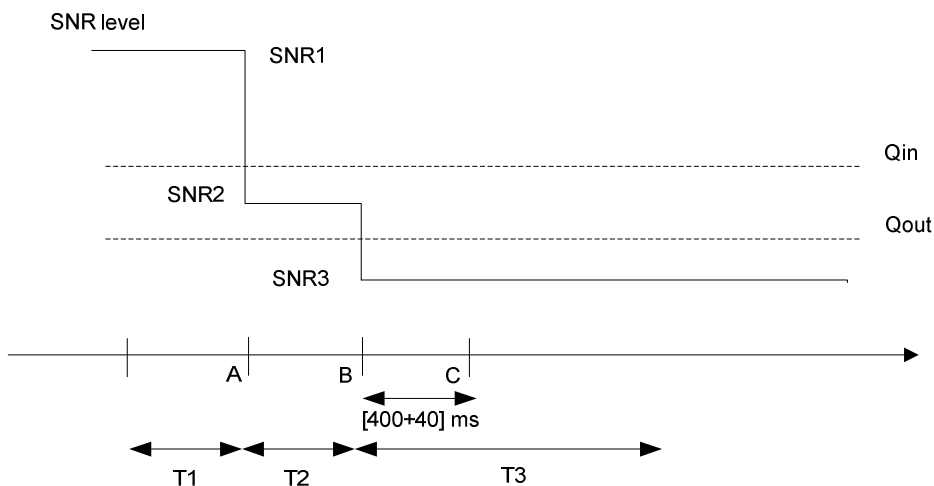 SNR level
SNR1
Qin
SNR2
Qout
SNR3
A
B
C
[400+40] ms
T1
T2
T3